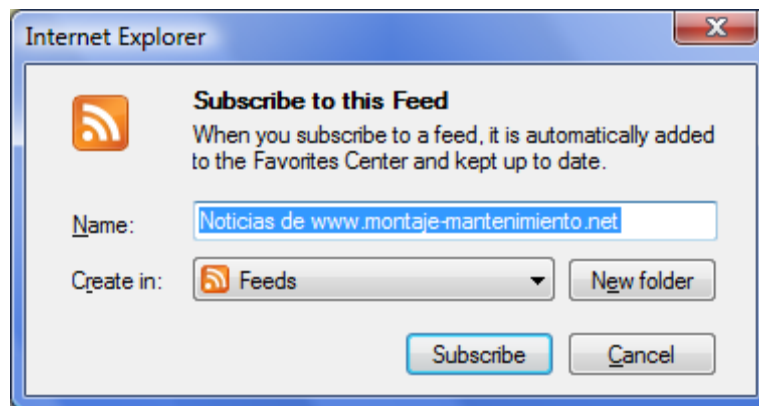 Internet Explorer
Subscribe to this Feed
When you subscribe to a feed, it is automatically added
to the Favorites Center and kept up to date.
Name: Noticias de www.montaje-mantenimiento.net
Create in: Feeds New folder
Subscribe Cancel